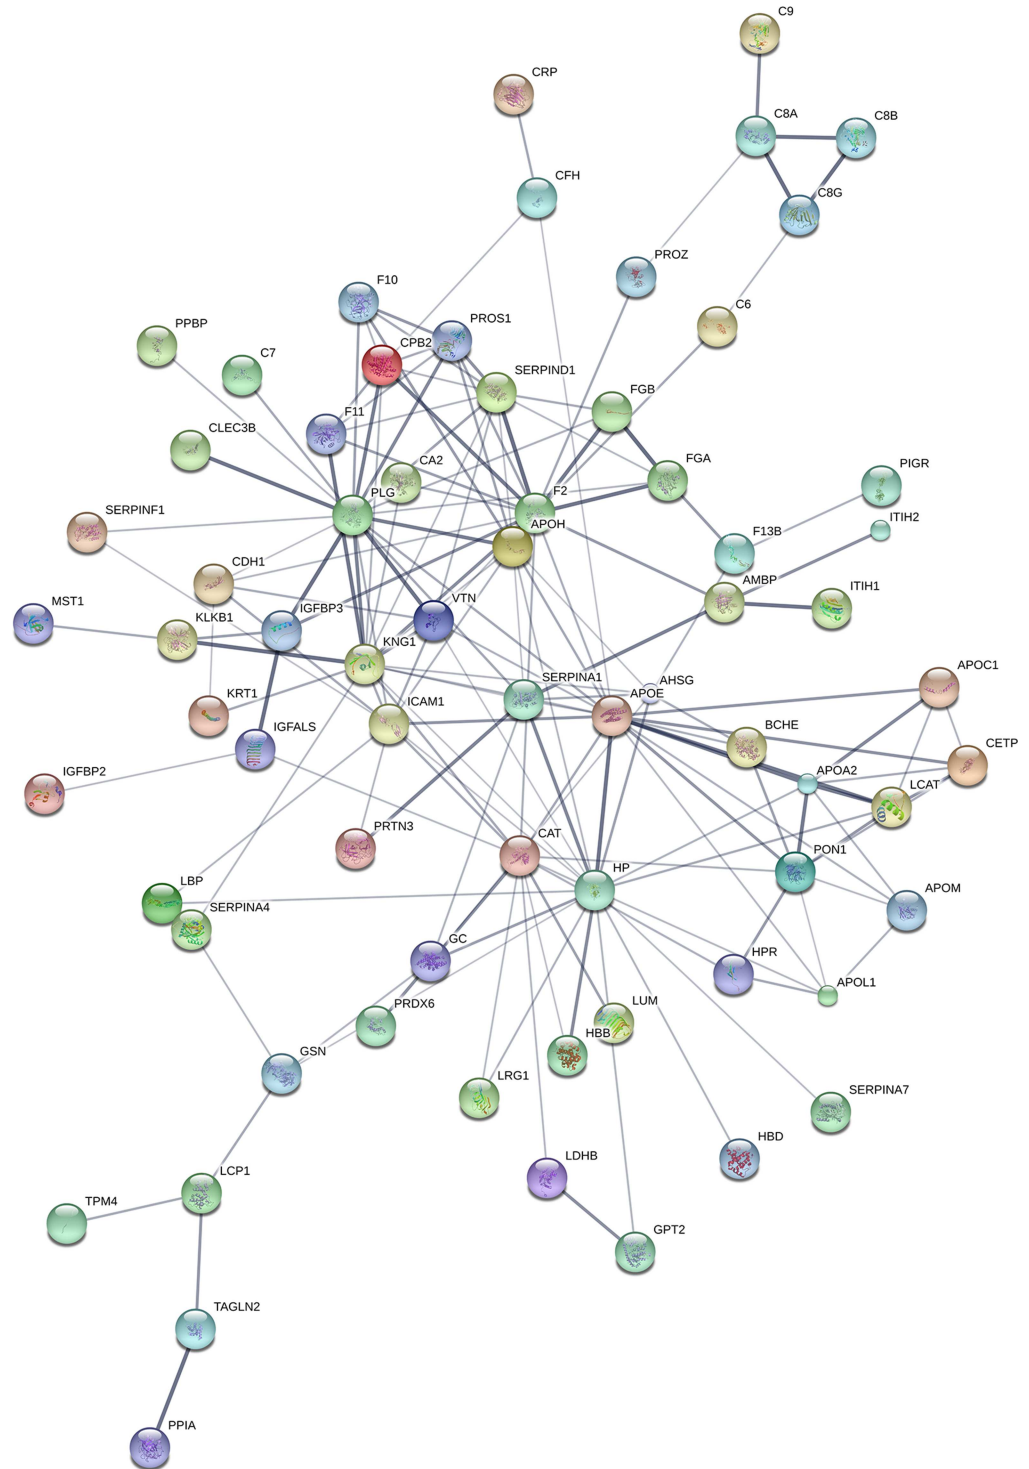 C9
CRP
C8A
C8B
CFH
C8G
PROZ
F10
C6
PPBP
PROS1
C7
CPB2
SERPIND1
FGB
F11
CLEC3B
CA2
FGA
PIGR
PLG
F2
SERPINF1
ITIH2
APOH
F13B
CDH1
AMBP
ITIH1
MST1
IGFBP3
VTN
KLKB1
KNG1
APOC1
SERPINA1
AHSG
KRT1
APOE
ICAM1
IGFALS
BCHE
CETP
IGFBP2
APOA2
LCAT
PRTN3
CAT
PON1
HP
LBP
APOM
SERPINA4
GC
HPR
APOL1
PRDX6
LUM
HBB
GSN
LRG1
SERPINA7
HBD
LDHB
LCP1
TPM4
GPT2
TAGLN2
PPIA